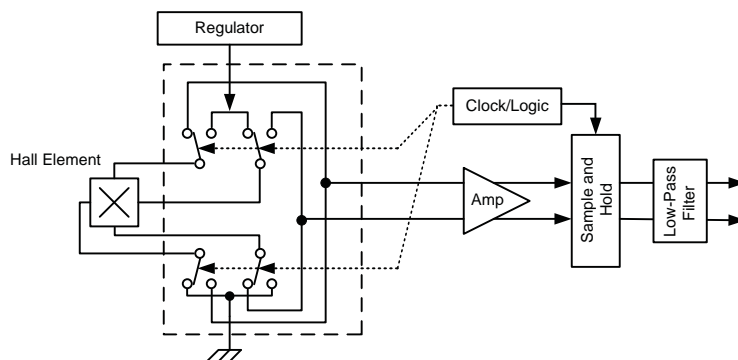 Regulator
Clock/Logic
Hall Element
Amp
Sample and
Hold
Low-Pass
Filter